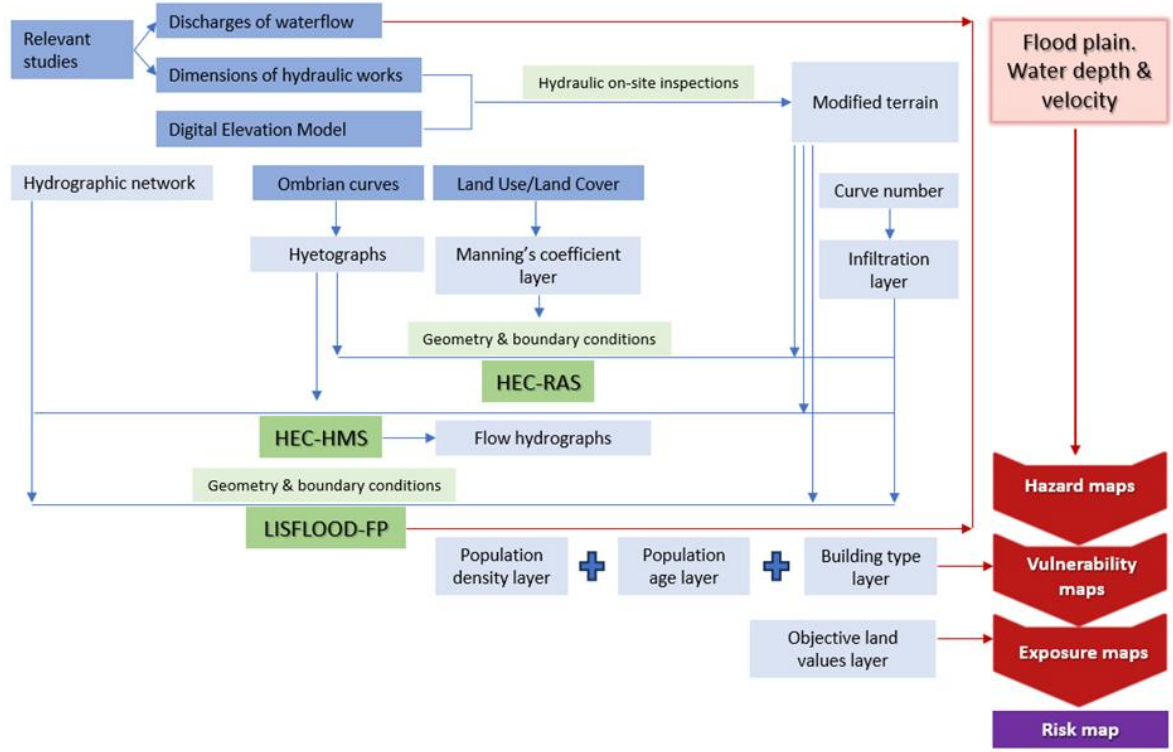 Discharges of waterflow
Relevant
studies
Dimensions of hydraulic works
Digital Elevation Model
Hydraulic on-site inspections
Modified terrain
Flood plain.
Water depth &
velocity
Hydrographic network
Ombrian curves
Land Use/Land Cover
Curve number
Hyetographs
Manning's coefficient
layer
Infiltration
layer
Geometry & boundary conditions
HEC-RAS
HEC-HMS
Flow hydrographs
Geometry & boundary conditions
LISFLOOD-FP
Hazard maps
Population
density layer
Population
age layer
Building type
layer
Vulnerability
maps
Objective land
values layer
Exposure maps
Risk map